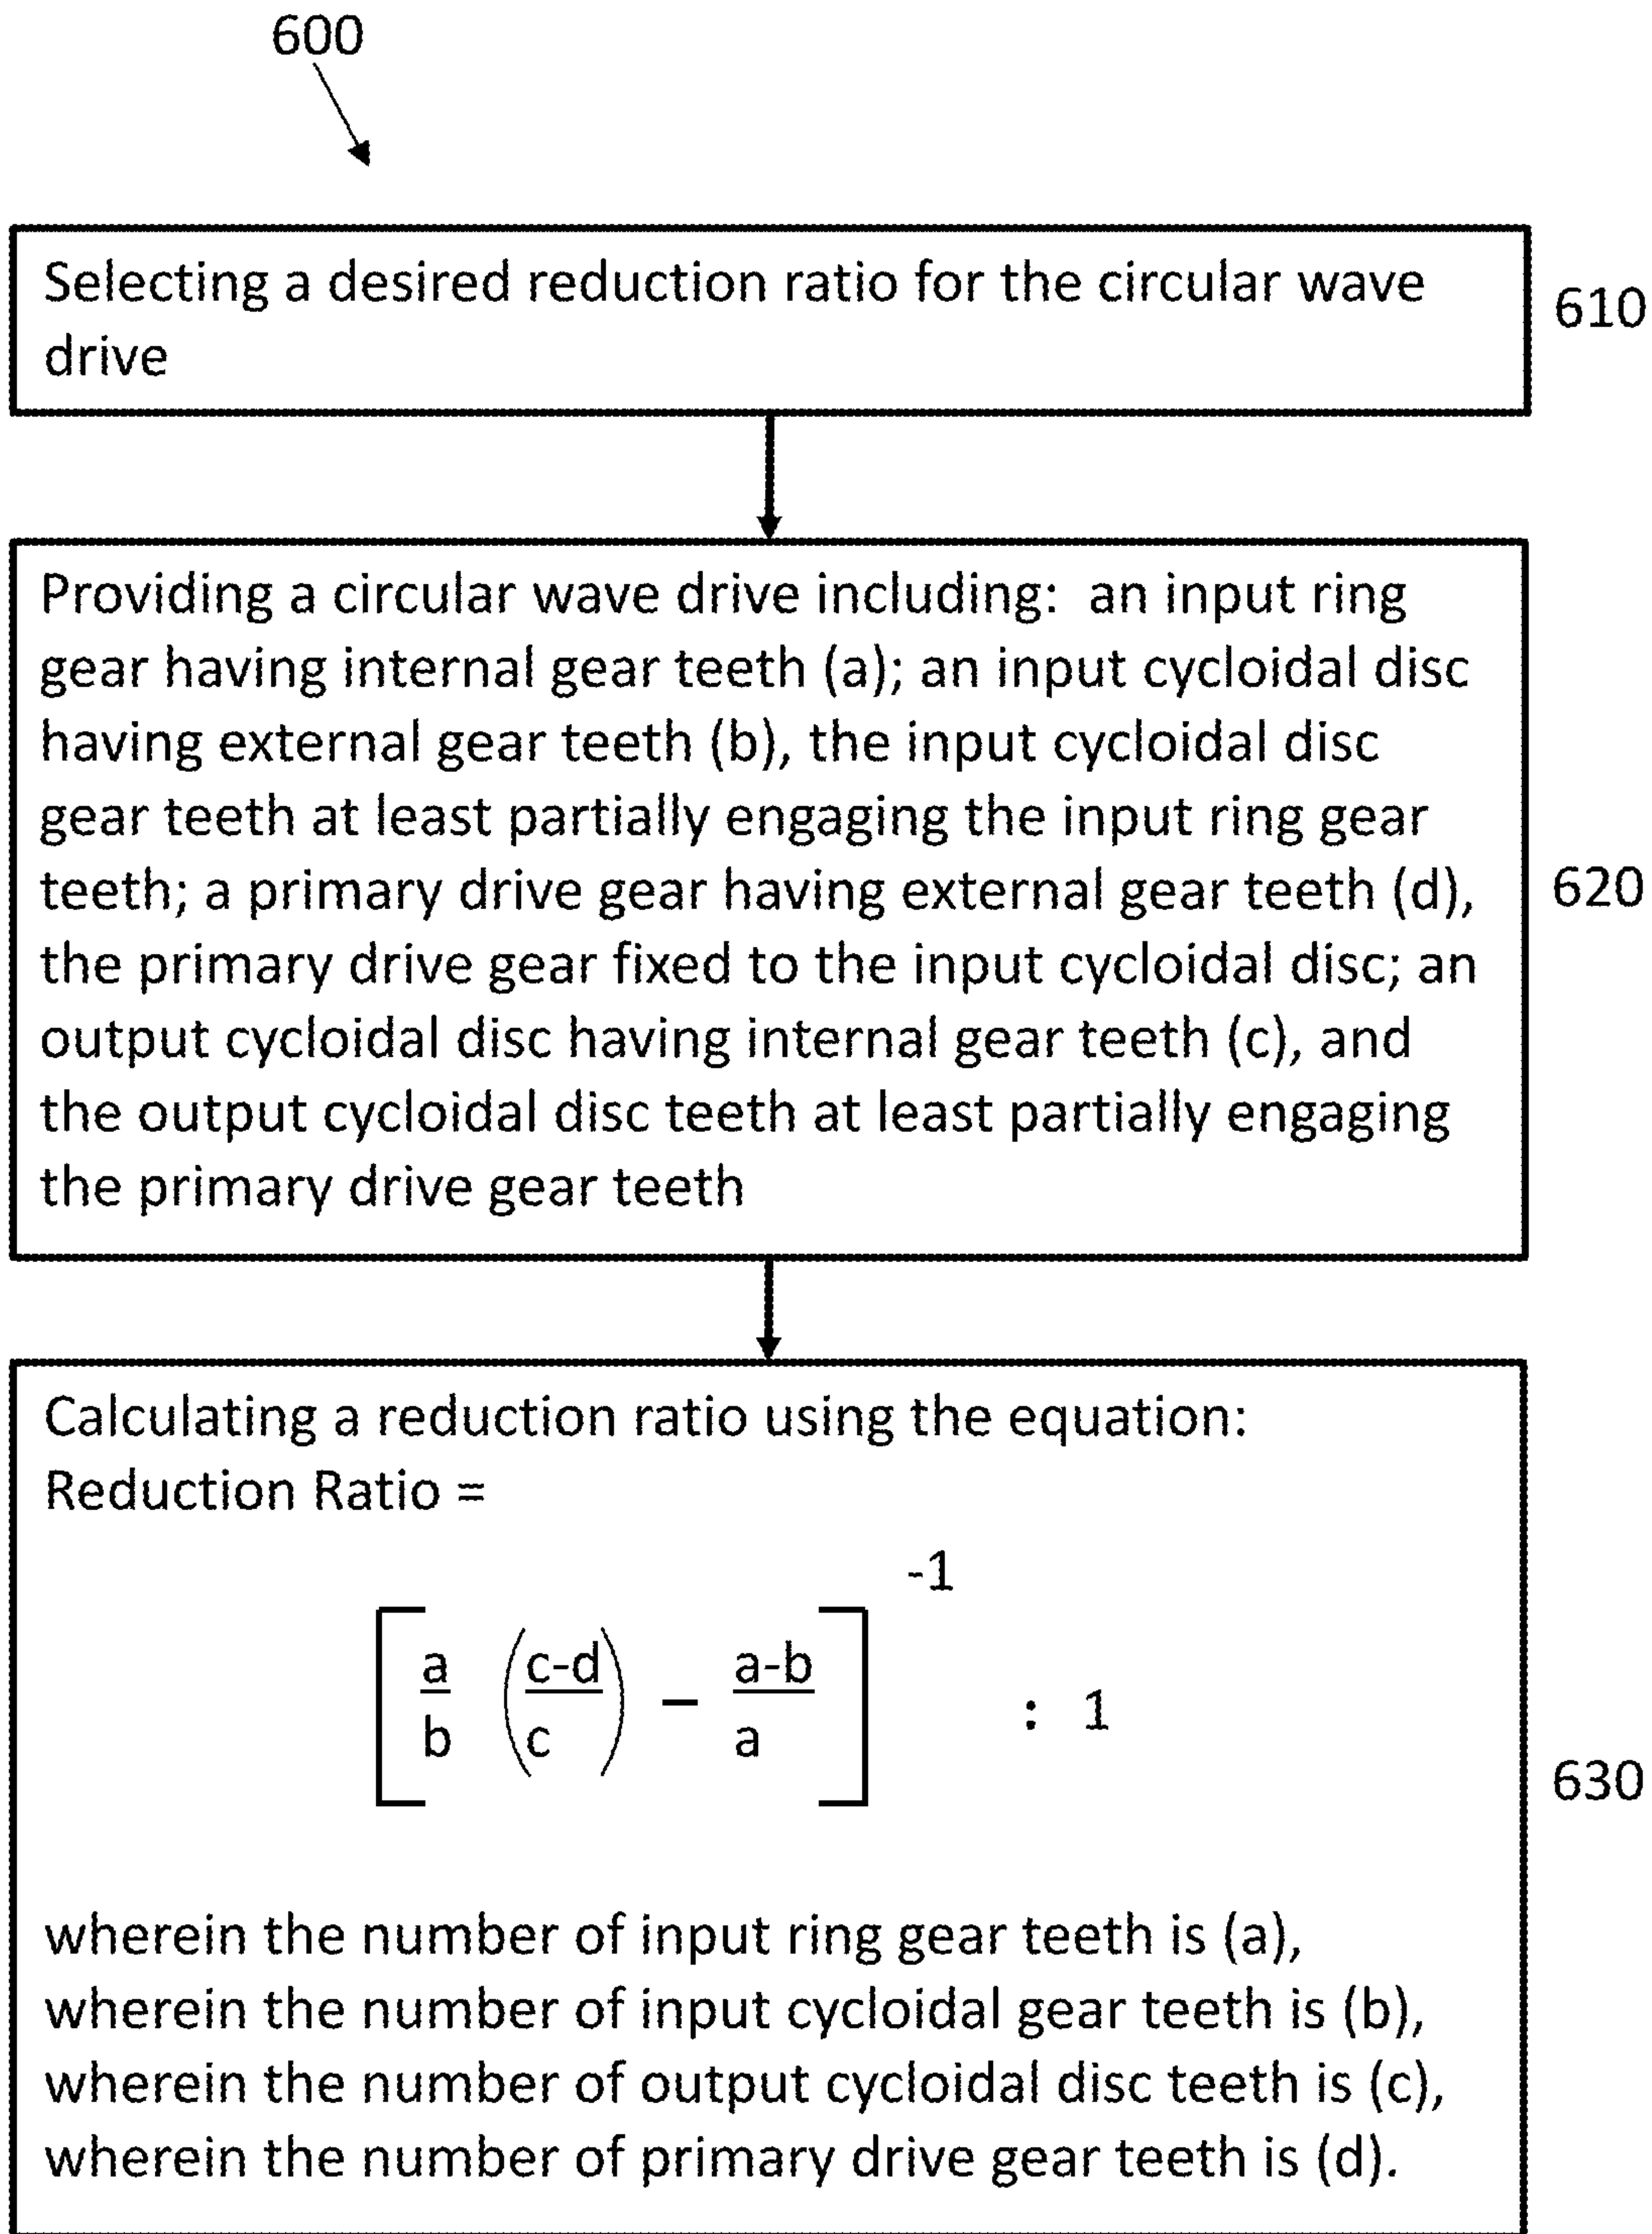 600
Selecting a desired reduction ratio for the circular wave
drive
610
Providing a circular wave drive including:  an input ring
gear having internal gear teeth (a); an input cycloidal disc
having external gear teeth (b), the input cycloidal disc
gear teeth at least partially engaging the input ring gear
teeth; a primary drive gear having external gear teeth (d),
the primary drive gear fixed to the input cycloidal disc; an
output cycloidal disc having internal gear teeth (c), and
the output cycloidal disc teeth at least partially engaging
the primary drive gear teeth
620
Calculating a reduction ratio using the equation:
Reduction Ratio =
[ a/b ( c-d / c ) − a-b / a ] -1 : 1
630
wherein the number of input ring gear teeth is (a),
wherein the number of input cycloidal gear teeth is (b),
wherein the number of output cycloidal disc teeth is (c),
wherein the number of primary drive gear teeth is (d).